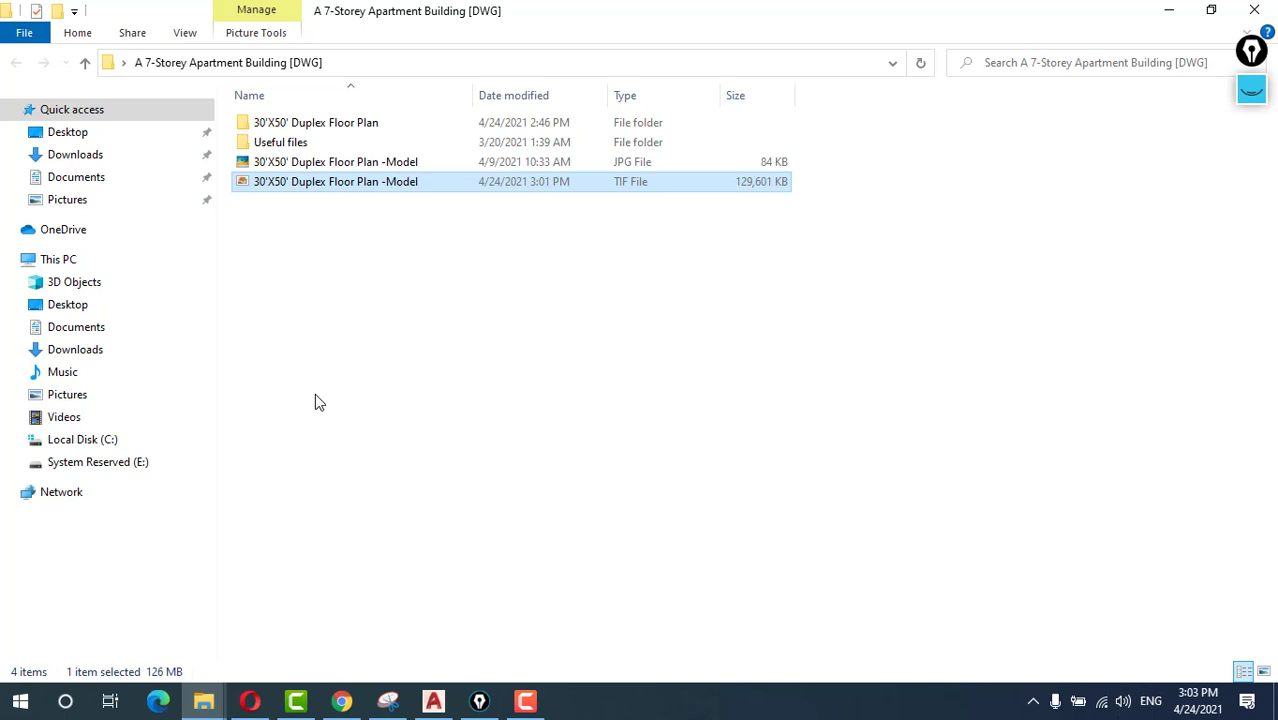 Manage
A 7-Storey Apartment Building [DWG]
File
Home
Share
View
Picture Tools
A 7-Storey Apartment Building [DWG]
Search A 7-Storey Apartment Building [DWG]
Name
Date modified
Type
Size
30'X50' Duplex Floor Plan
4/24/2021 2:46 PM
File folder
Useful files
3/20/2021 1:39 AM
File folder
30'X50' Duplex Floor Plan -Model
4/9/2021 10:33 AM
JPG File
84 KB
30'X50' Duplex Floor Plan -Model
4/24/2021 3:01 PM
TIF File
129,601 KB
Quick access
Desktop
Downloads
Documents
Pictures
OneDrive
This PC
3D Objects
Desktop
Documents
Downloads
Music
Pictures
Videos
Local Disk (C:)
System Reserved (E:)
Network
4 items
1 item selected 126 MB
ENG
3:03 PM
4/24/2021